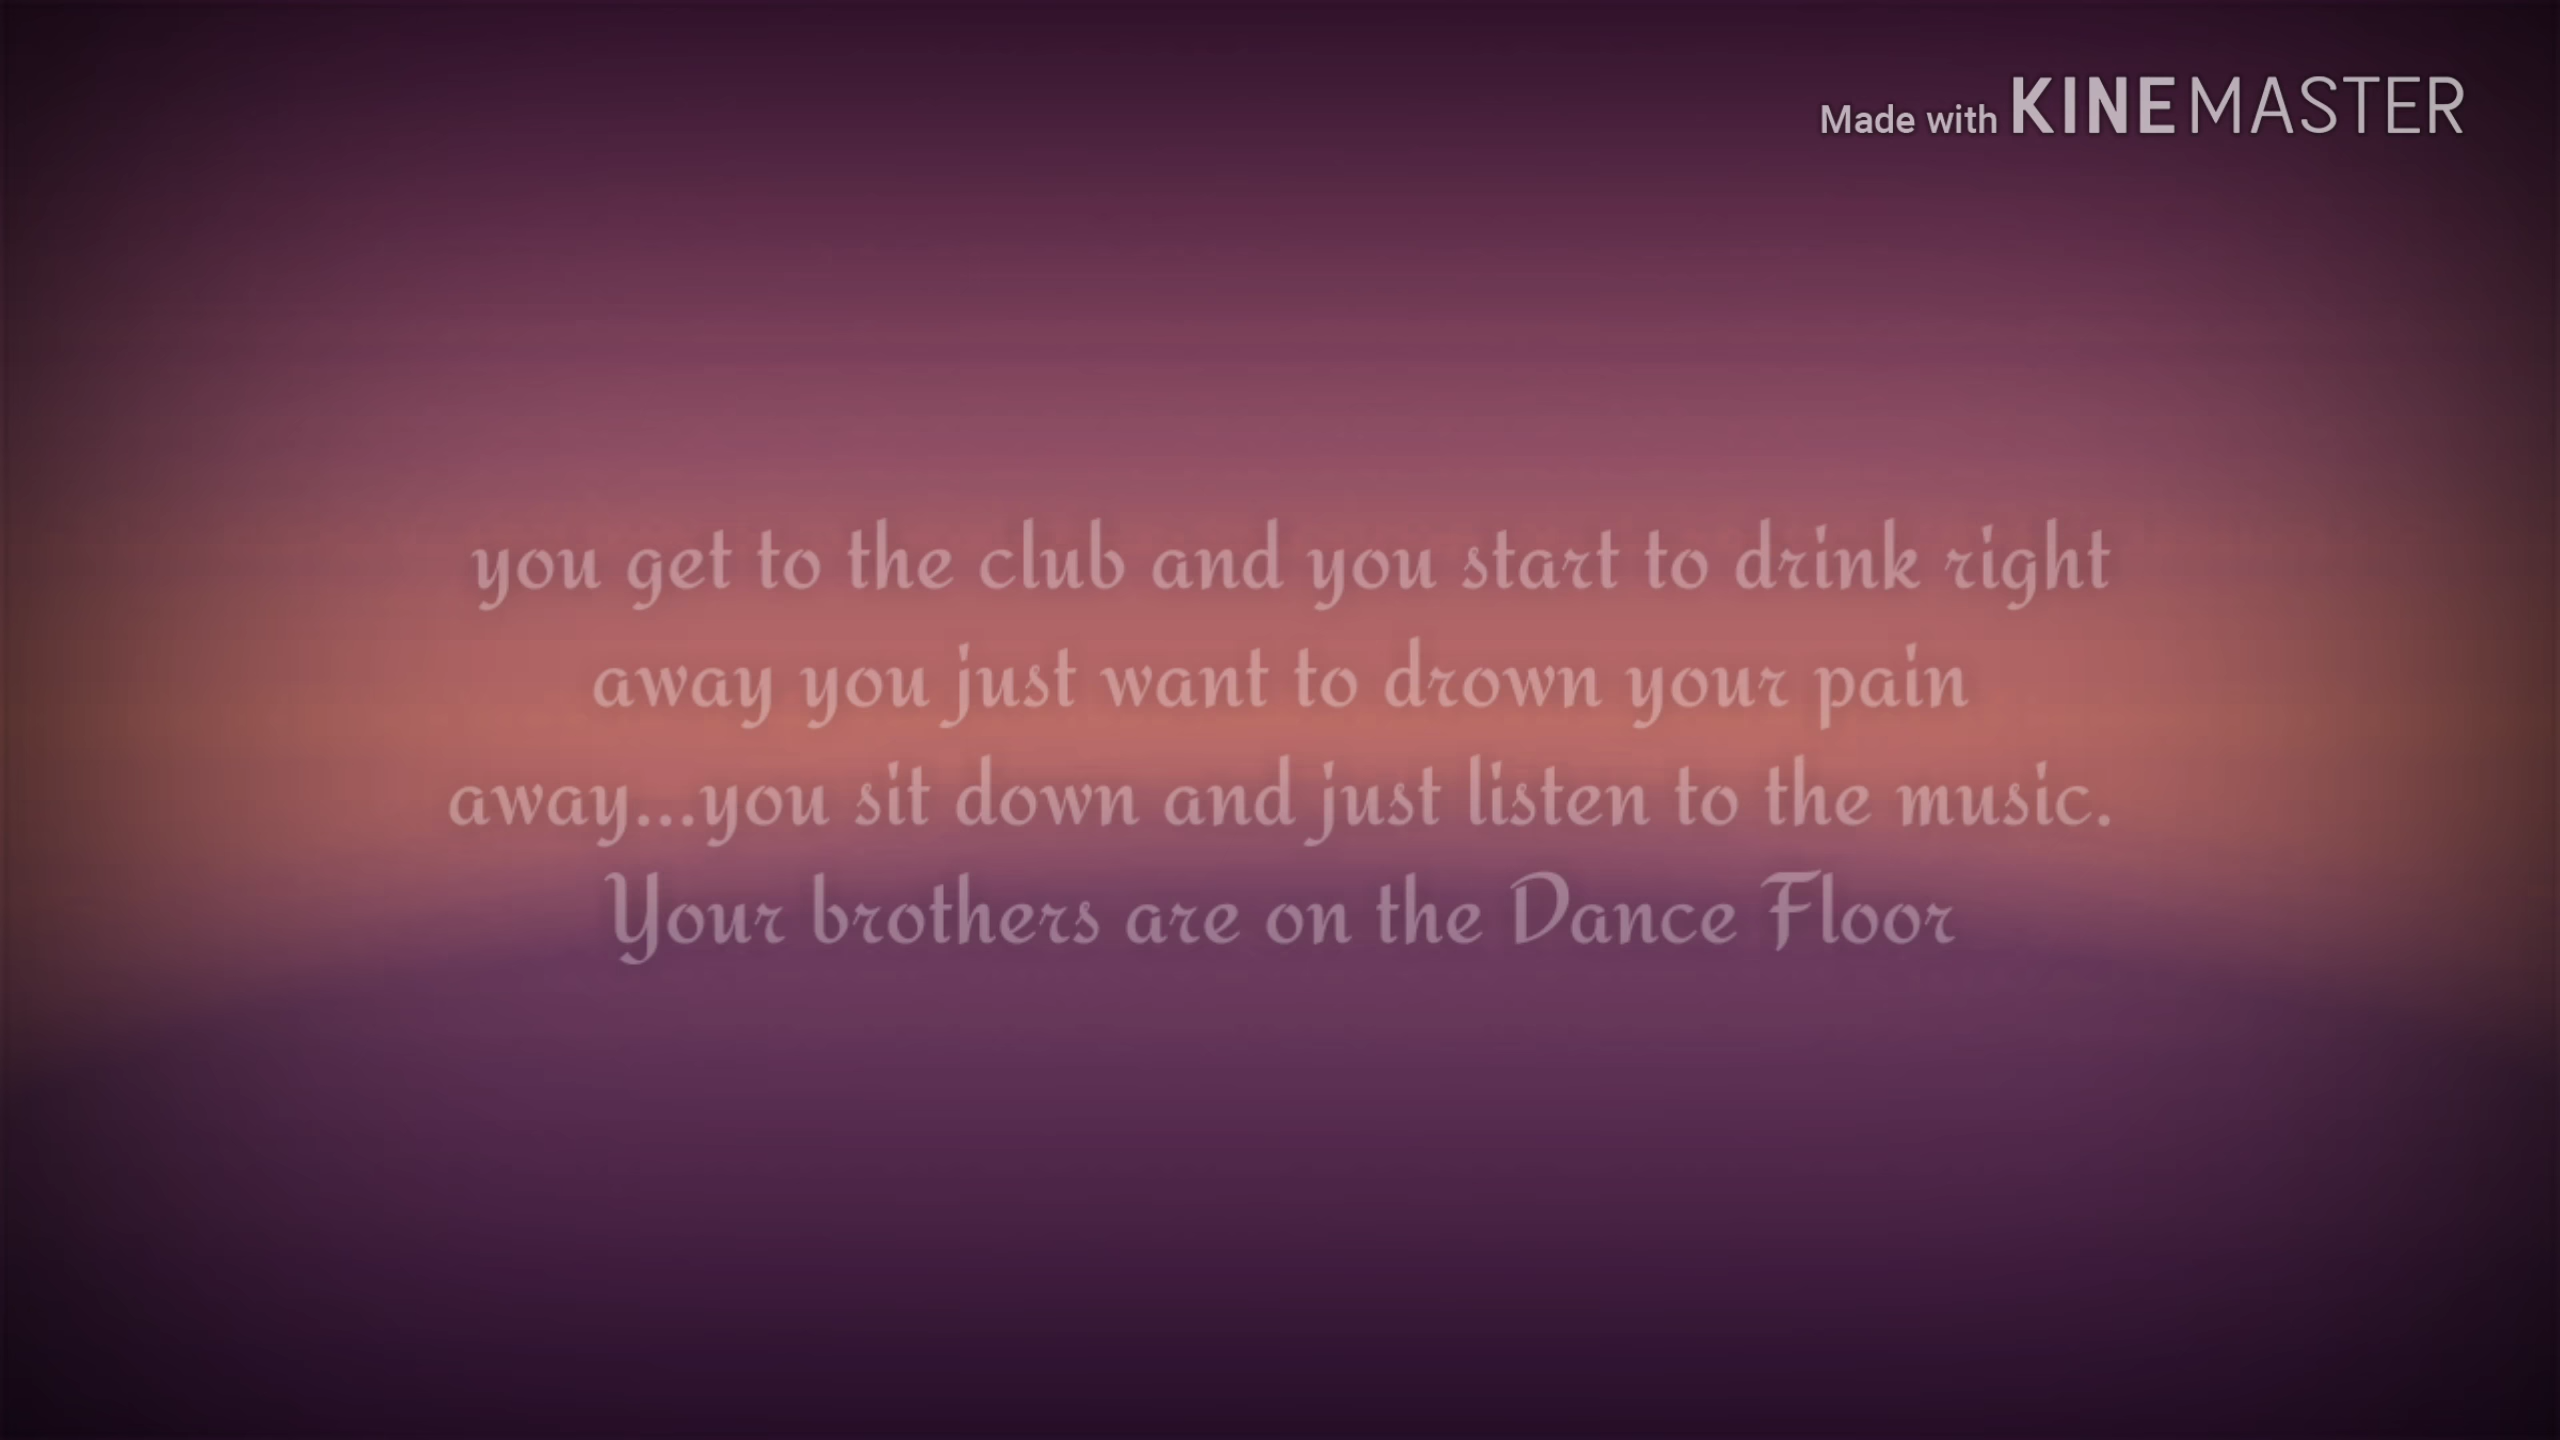 Made with KINEMASTER
you get to the club and you start to drink right
away you just want to drown your pain
away...you sit down and just listen to the music.
Your brothers are on the Dance Floor